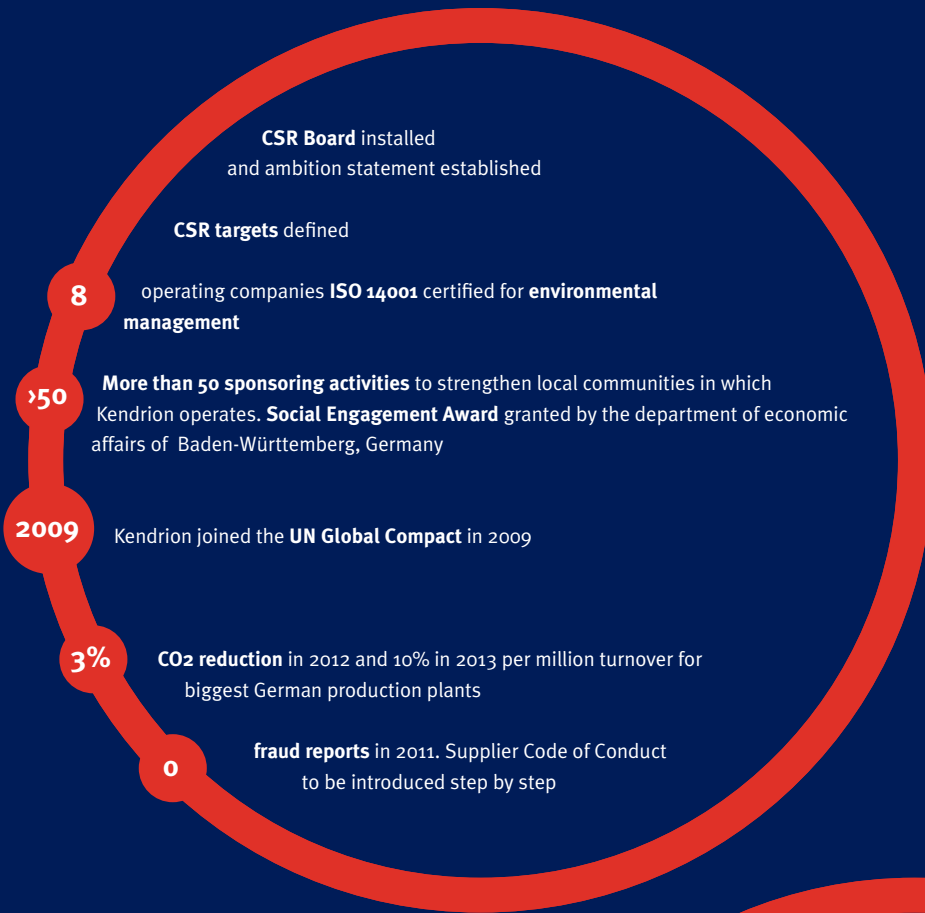 CSR Board installed
and ambition statement established
CSR targets defined
8 operating companies ISO 14001 certified for environmental
management
>50 More than 50 sponsoring activities to strengthen local communities in which
Kendrion operates. Social Engagement Award granted by the department of economic
affairs of Baden-Württemberg, Germany
2009 Kendrion joined the UN Global Compact in 2009
3% CO2 reduction in 2012 and 10% in 2013 per million turnover for
biggest German production plants
0 fraud reports in 2011. Supplier Code of Conduct
to be introduced step by step